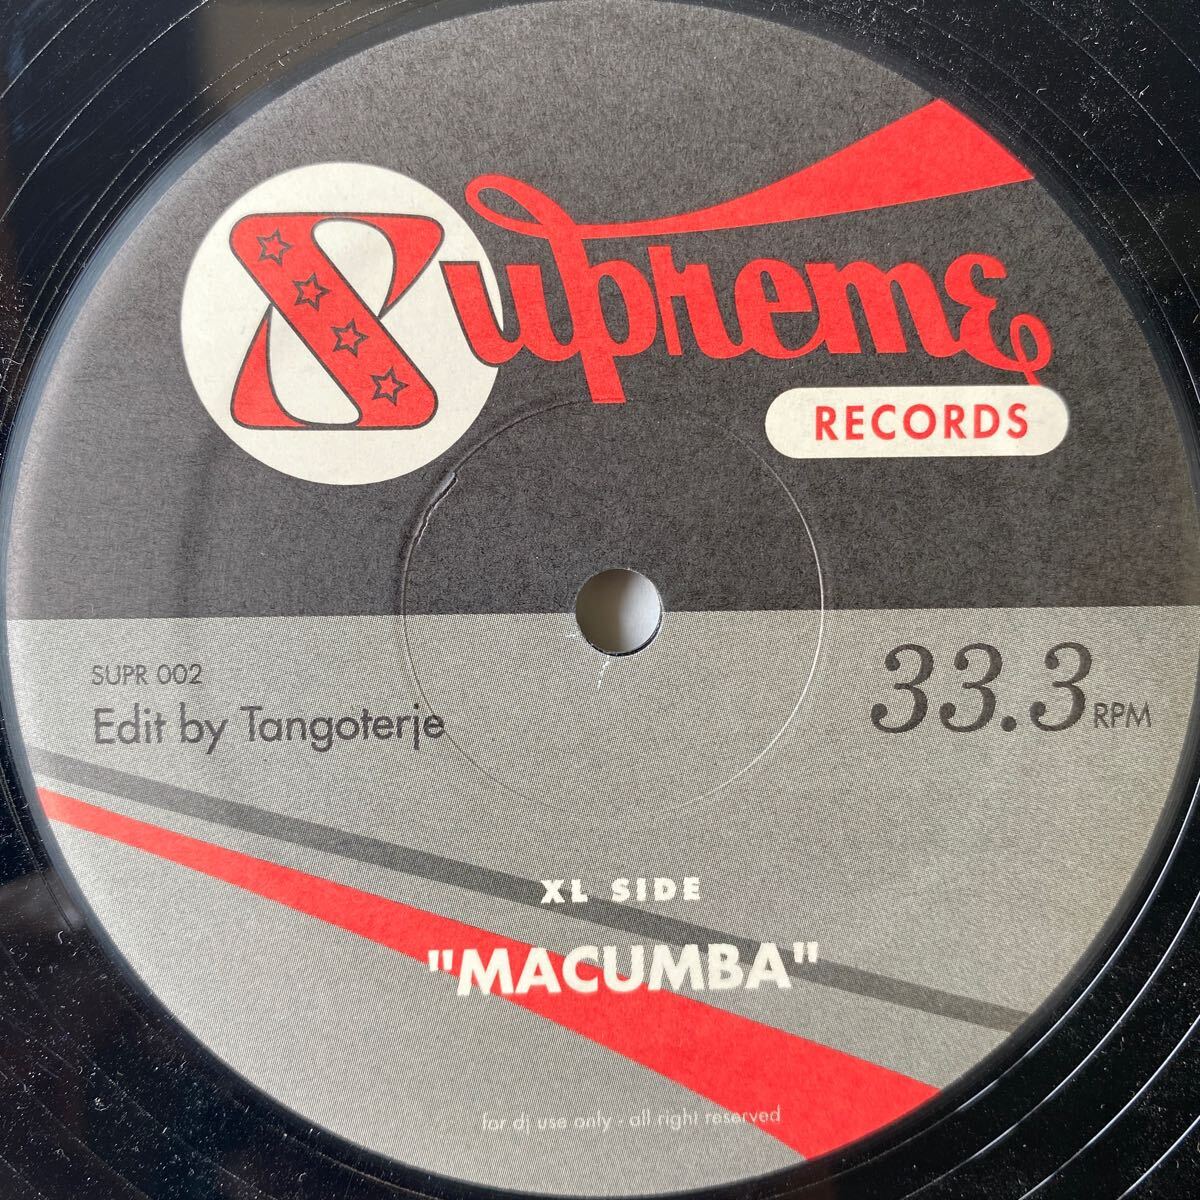 Supreme
RECORDS
SUPR 002
Edit by Tangoterje
33.3 RPM
XL SIDE
"MACUMBA"
for dj use only - all right reserved